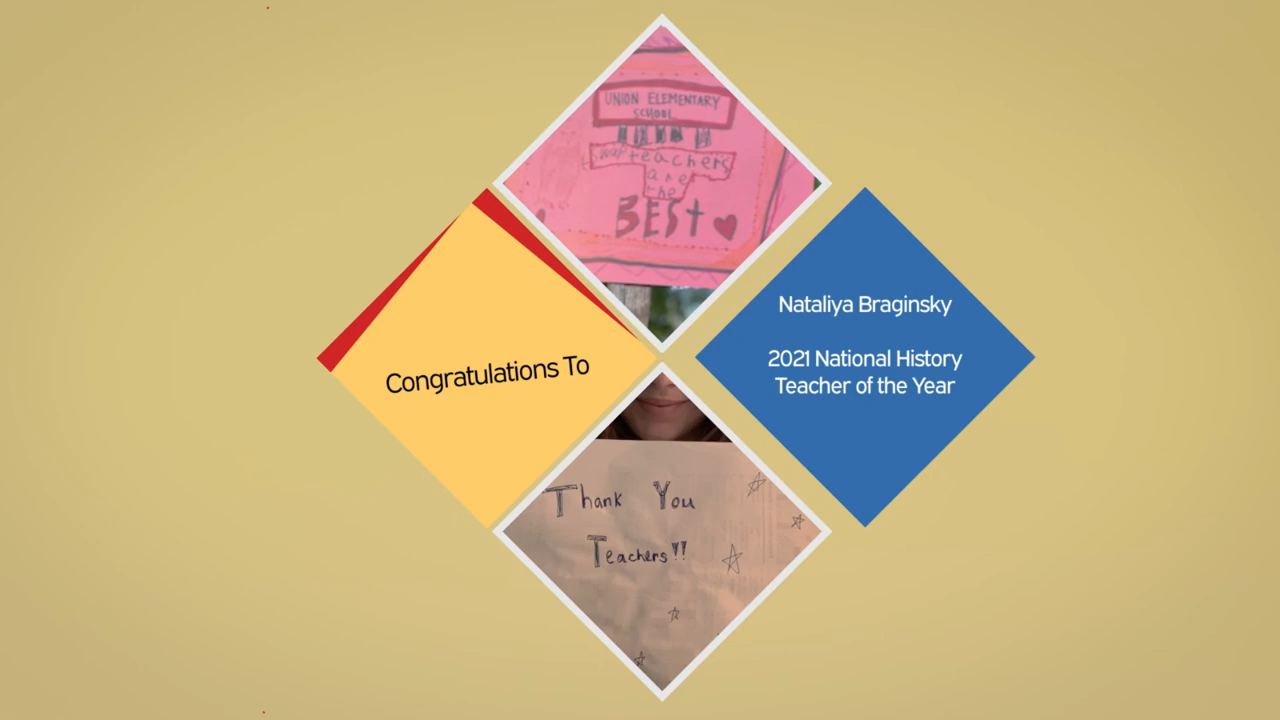 UNION ELEMENTARY
SCHOOL
teachers
are
the
BEST
Congratulations To
Nataliya Braginsky
2021 National History
Teacher of the Year
Thank You
Teachers!!